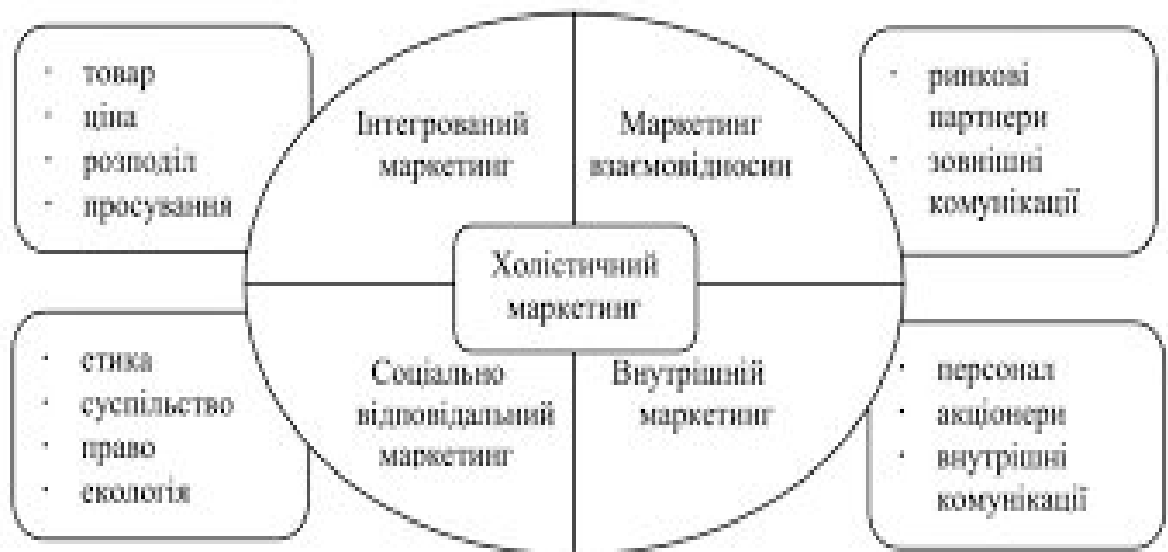 · товар
· ціна
· розподіл
· просування
Інтегрований
маркетинг
Маркетинг
взаємовідносин
· ринкові
партнери
· зовнішні
комунікації
Холістичний
маркетинг
· етика
· суспільство
· право
· екологія
Соціально
відповідальний
маркетинг
Внутрішній
маркетинг
· персонал
· акціонери
· внутрішні
комунікації